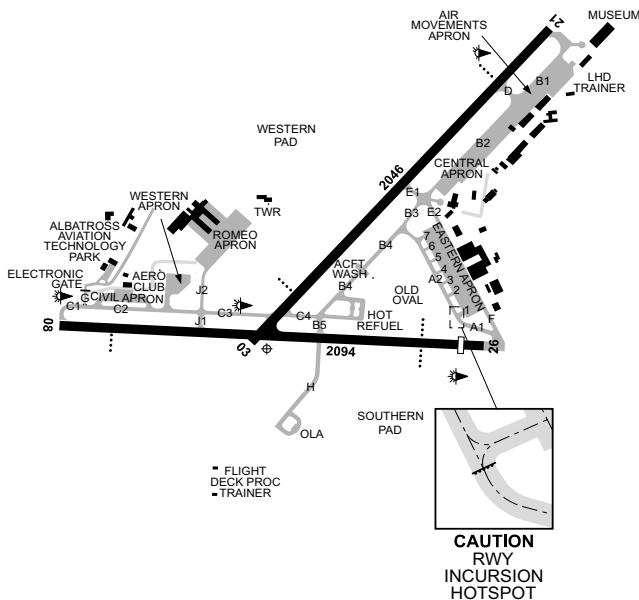 21
MUSEUM
AIR
MOVEMENTS
APRON
LHD
TRAINER
B1
D
B2
WESTERN
PAD
2046
CENTRAL
APRON
E1
B3
E2
WESTERN
APRON
TWR
ROMEO
APRON
ALBATROSS
AVIATION
TECHNOLOGY
PARK
B4
EASTERN APRON
7
6
5
4
3
2
1
A2
ACFT
WASH
B4
OLD
OVAL
ELECTRONIC
GATE
AERO
CLUB
J2
G
CIVIL APRON
C1
C2
C3
J1
C4
B5
HOT
REFUEL
F
A1
08
03
2094
26
H
OLA
SOUTHERN
PAD
FLIGHT
DECK PROC
TRAINER
CAUTION
RWY
INCURSION
HOTSPOT